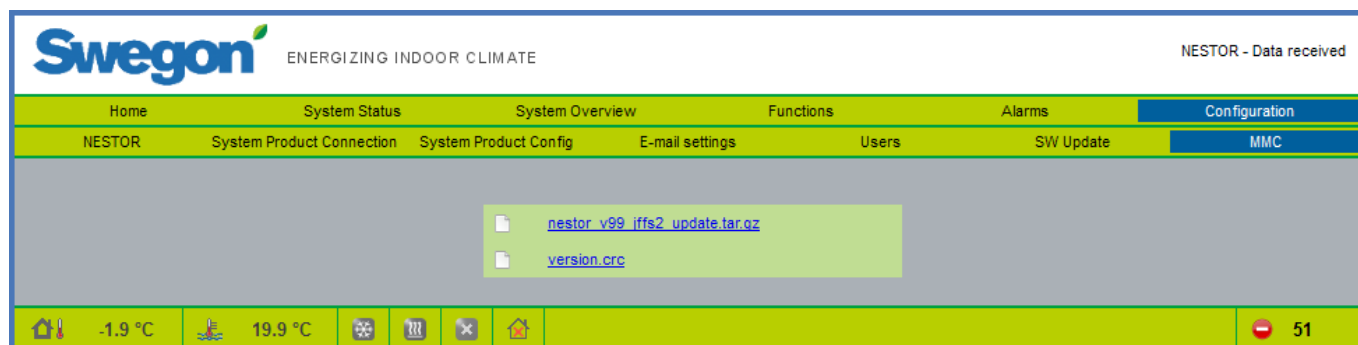 Swegon ENERGIZING INDOOR CLIMATE NESTOR - Data received
Home System Status System Overview Functions Alarms Configuration
NESTOR System Product Connection System Product Config E-mail settings Users SW Update MMC
nestor_v99_jffs2_update.tar.gz
version.crc
-1.9 °C 19.9 °C 51